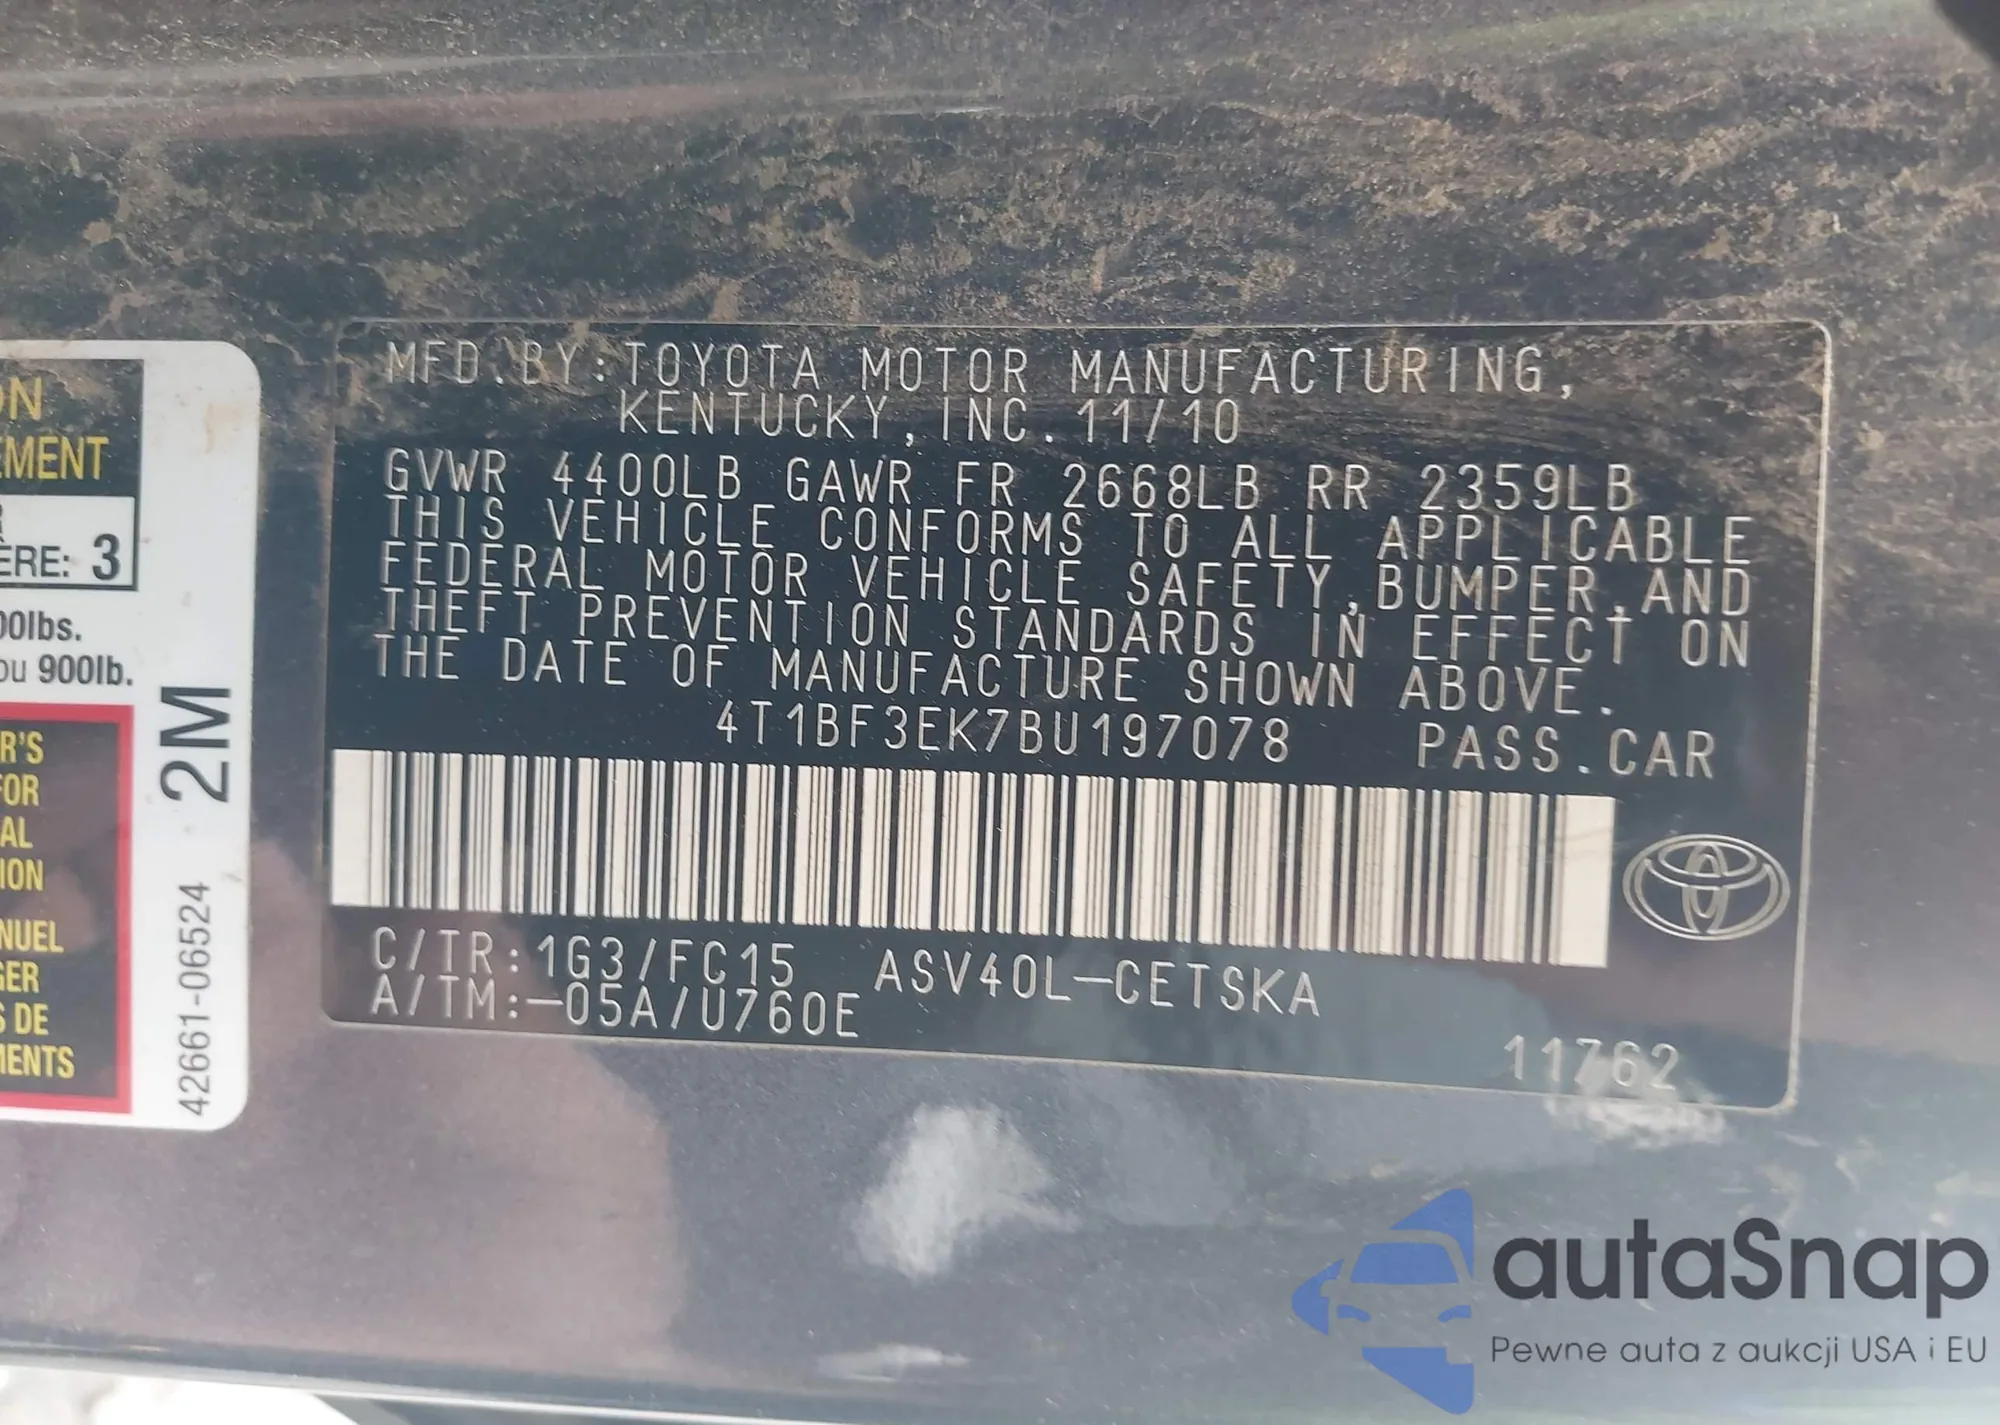 MFD.BY:TOYOTA MOTOR MANUFACTURING,
KENTUCKY,INC.11/10
GVWR 4400LB GAWR FR 2668LB RR 2359LB
THIS VEHICLE CONFORMS TO ALL APPLICABLE
FEDERAL MOTOR VEHICLE SAFETY,BUMPER,AND
THEFT PREVENTION STANDARDS IN EFFECT ON
THE DATE OF MANUFACTURE SHOWN ABOVE.
4T1BF3EK7BU197078 PASS.CAR
C/TR:1G3/FC15 ASV40L-CETSKA
A/TM:-05A/U760E
11762
ON
EMENT
R
ERE: 3
00lbs.
ou 900lb.
R'S
FOR
AL
ION
NUEL
GER
S DE
MENTS
42661-06524 2M
autaSnap
Pewne auta z aukcji USA i EU